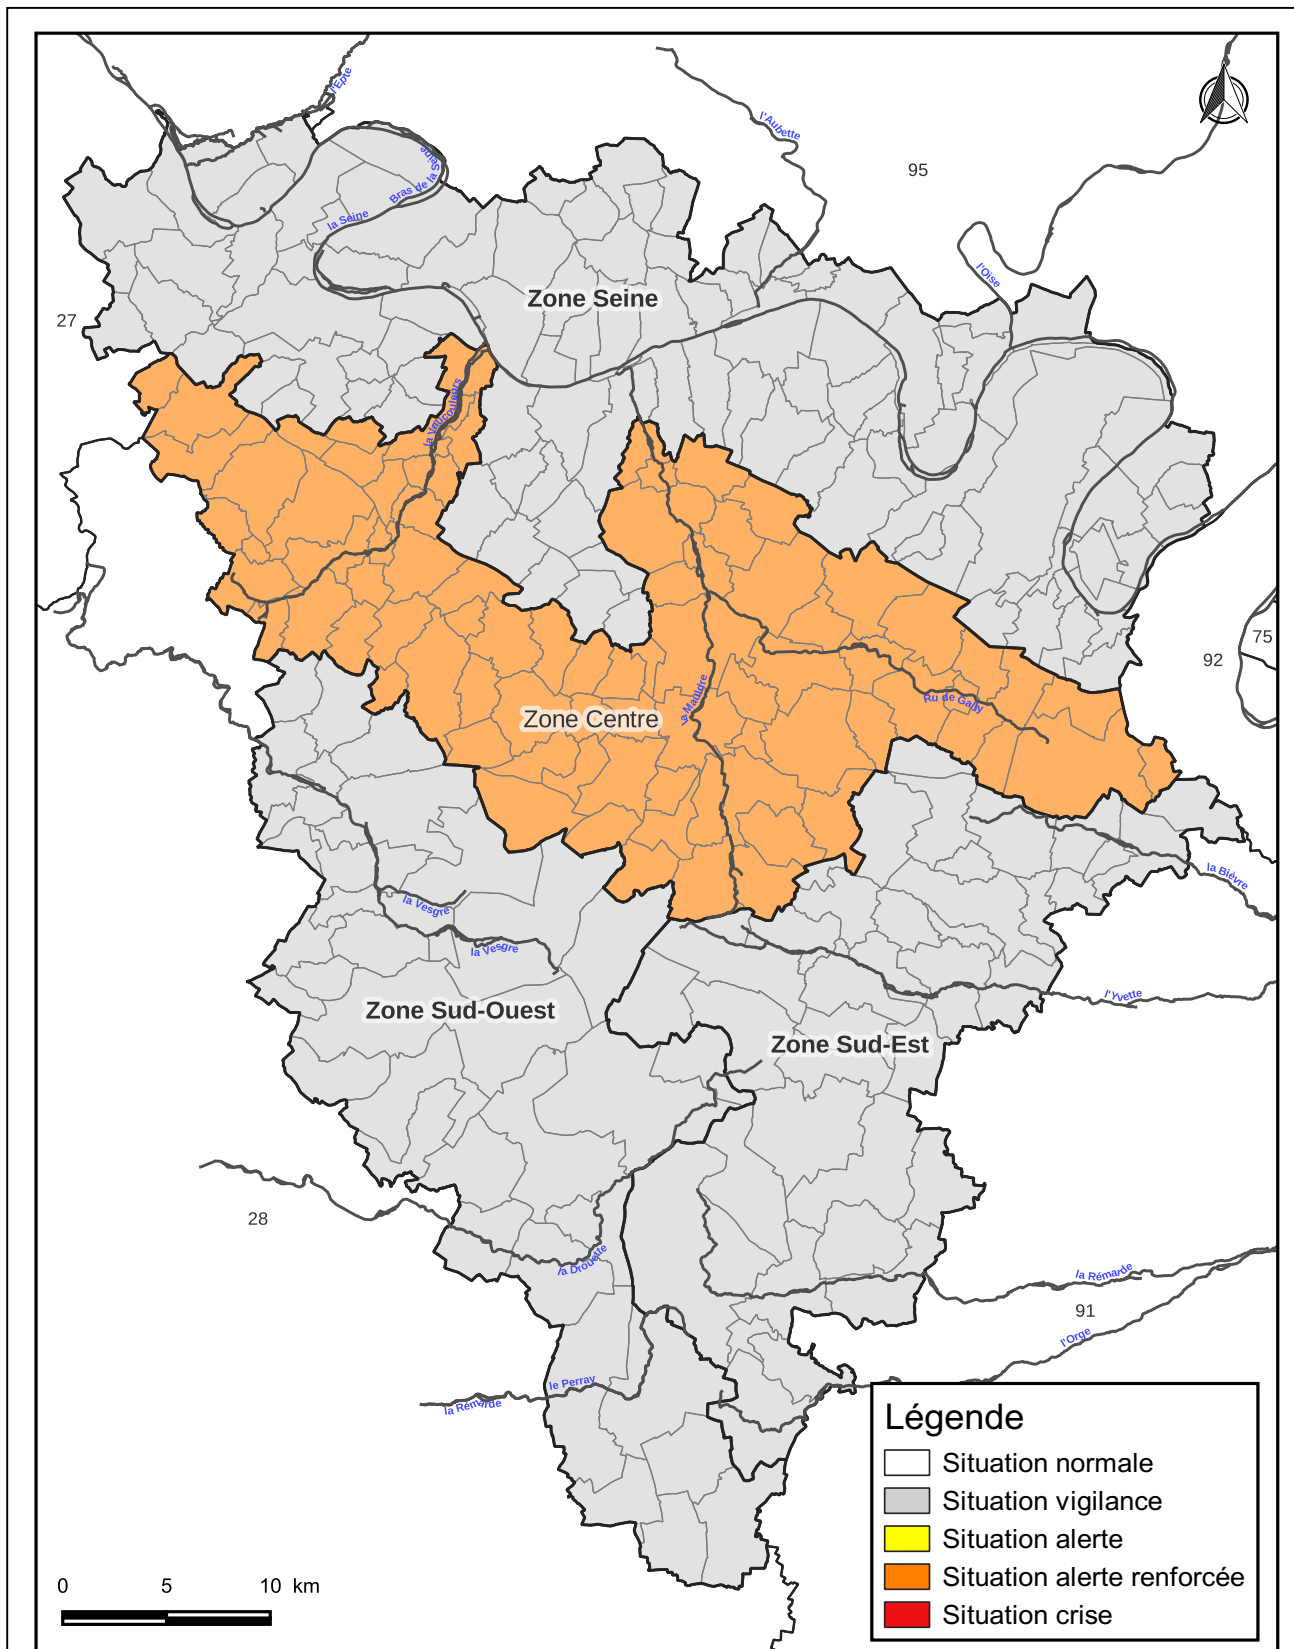 l'Epte
l'Aubette
95
Bras de la Seine
la Seine
l'Oise
Zone Seine
27
la Vaucouleurs
75
92
la Mauldre
Ru de Gally
Zone Centre
la Bièvre
la Vesgre
la Vesgre
l'Yvette
Zone Sud-Ouest
Zone Sud-Est
28
la Drouette
la Rémarde
91
l'Orge
le Perray
la Rémarde
Légende
Situation normale
Situation vigilance
Situation alerte
Situation alerte renforcée
Situation crise
0 5 10 km